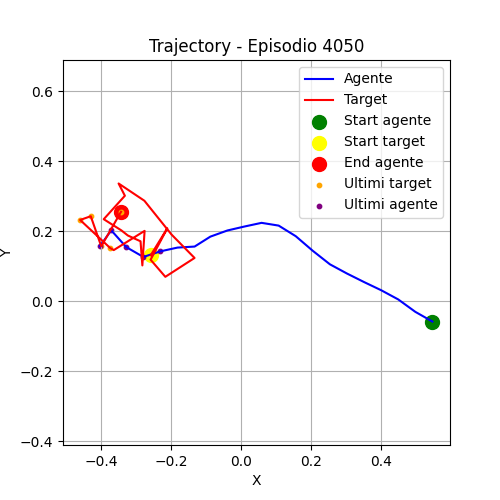 Trajectory - Episodio 4050
Agente
Target
Start agente
Start target
End agente
Ultimi target
Ultimi agente
0.6
0.4
0.2
0.0
−0.2
−0.4
Y
−0.4
−0.2
0.0
0.2
0.4
X